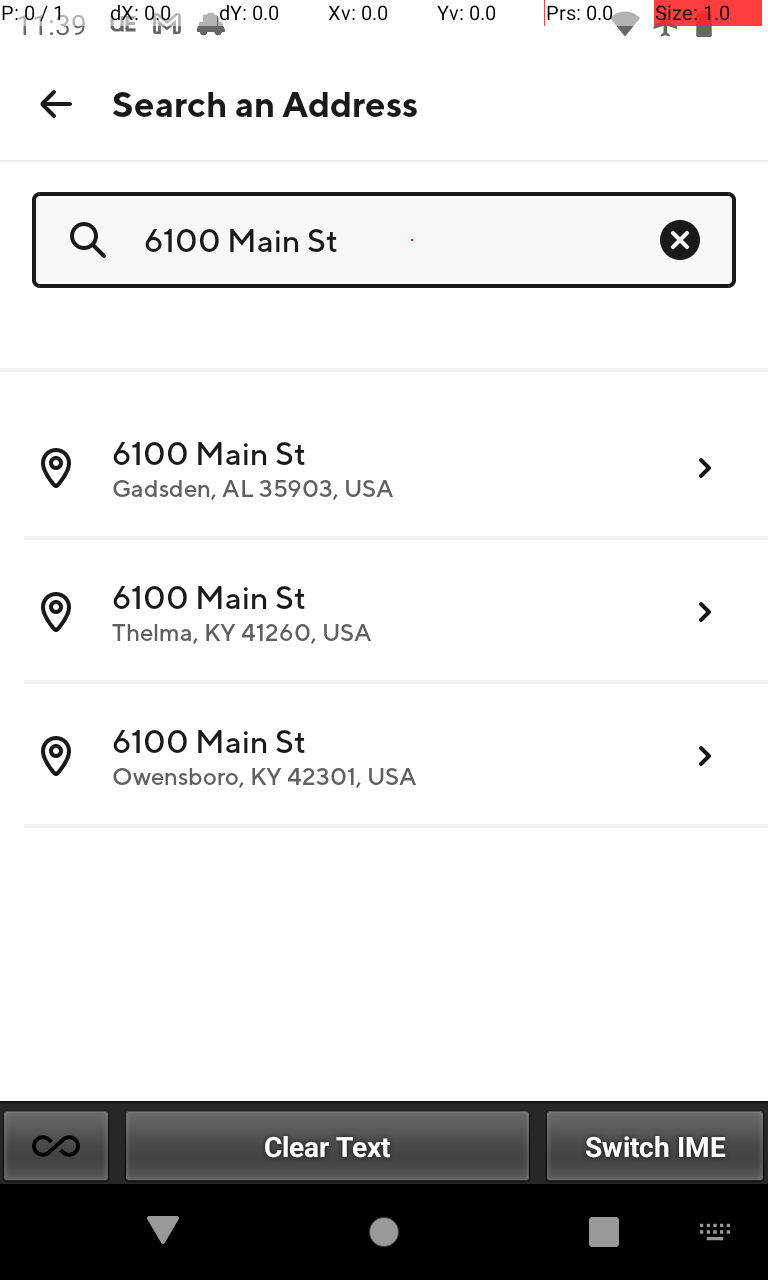 P: 0 / 1 dX: 0.0 dY: 0.0 Xv: 0.0 Yv: 0.0 Prs: 0.0 Size: 1.0
11:39 UE
Search an Address
6100 Main St
6100 Main St
Gadsden, AL 35903, USA
6100 Main St
Thelma, KY 41260, USA
6100 Main St
Owensboro, KY 42301, USA
Clear Text Switch IME